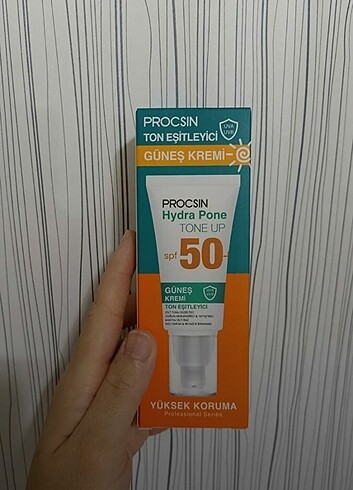 PROCSIN
TON EŞİTLEYİCİ
UVA
UVB
GÜNEŞ KREMİ
PROCSIN
Hydra Pone
TONE UP
spf 50
GÜNEŞ
KREMİ
TON EŞİTLEYİCİ
YÜKSEK KORUMA
Professional Series